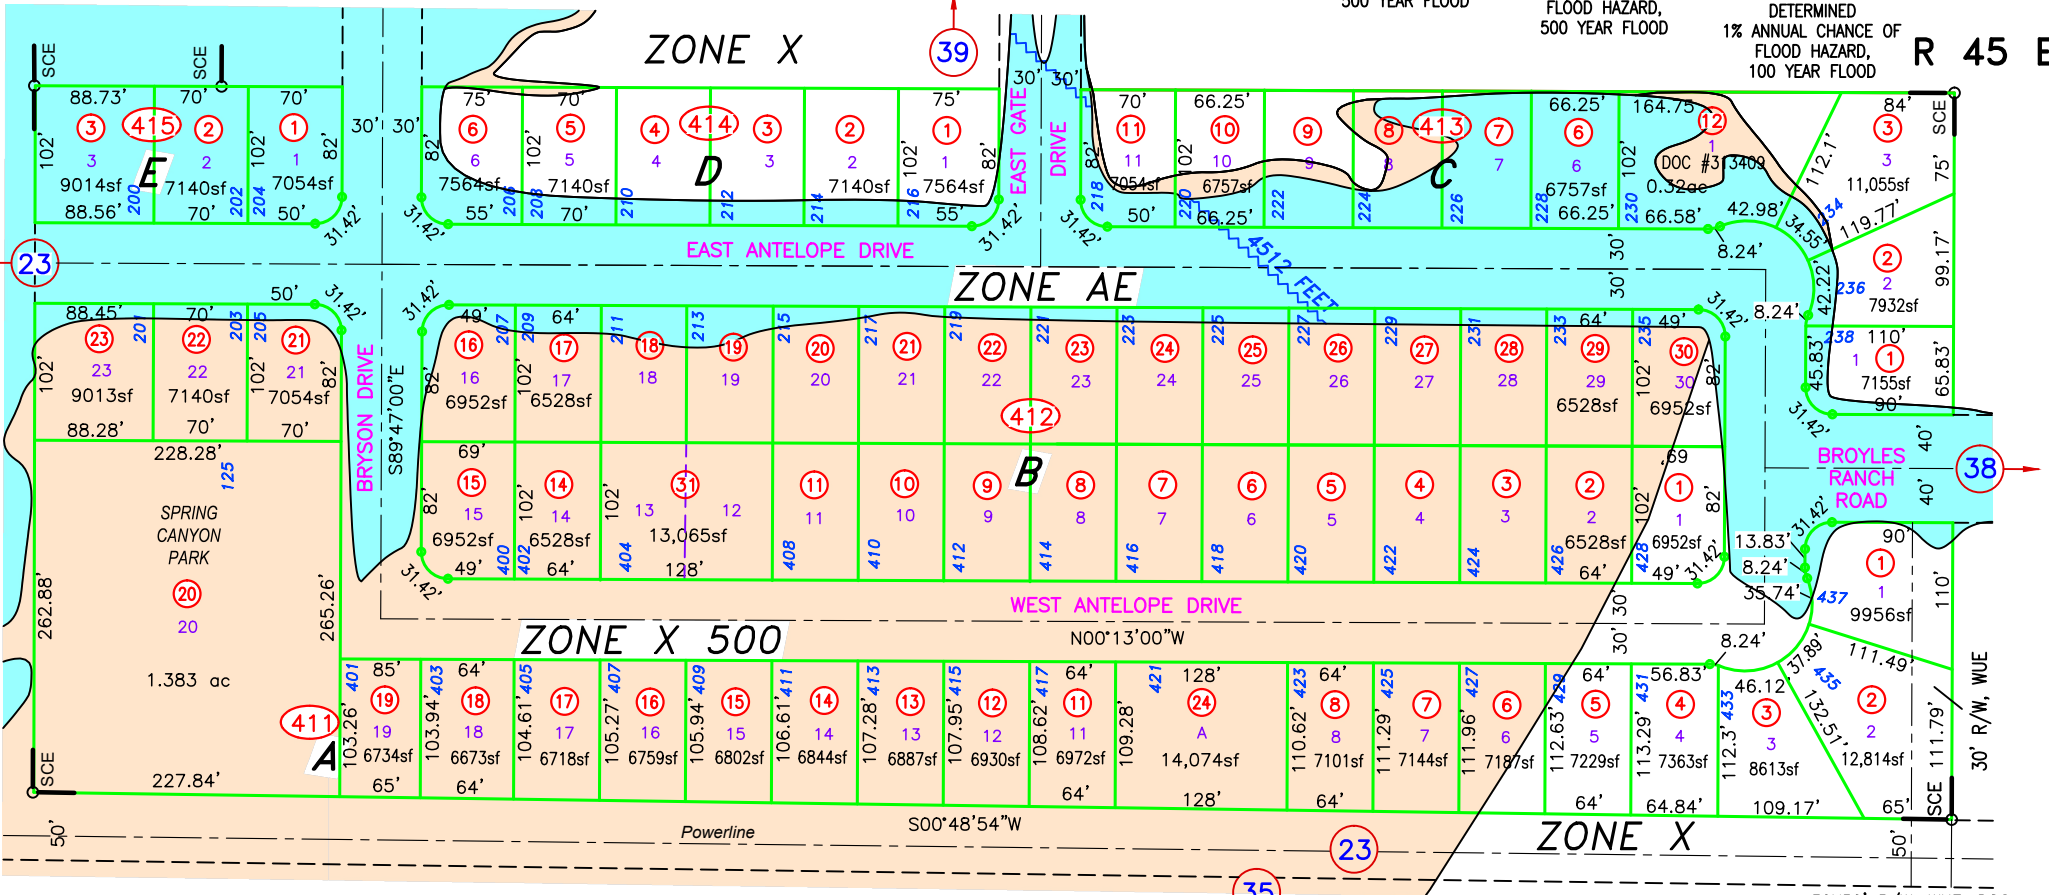 500 YEAR FLOOD
FLOOD HAZARD,
500 YEAR FLOOD
DETERMINED
1% ANNUAL CHANCE OF
FLOOD HAZARD,
100 YEAR FLOOD
R 45 E
ZONE X
39
SCE
SCE
SCE
88.73' 70' 70'
415
3 2 1
3 2 1
102' 102' 82'
E
9014sf 7140sf 7054sf
200 202 204
88.56' 70' 50' 31.42'
30' 30'
75' 70' 75'
414
6 5 4 3 2 1
6 5 4 3 2 1
82' 102' 102' 82'
D
7564sf 7140sf 7140sf 7564sf
206 208 210 212 214 216
31.42' 55' 70' 55' 31.42'
30' 30'
EAST GATE
DRIVE
70' 66.25' 66.25' 164.75'
413
11 10 9 8 7 6 12
11 10 9 8 7 6 1
82' 102' 102'
C
DOC #313409
7054sf 6757sf 6757sf 0.32ac
218 220 222 224 226 228 230
31.42' 50' 66.25' 66.25' 66.58' 42.98'
8.24' 34.55'
84'
3
3
11,055sf
112.1' 75'
234
119.77'
2
2
7932sf
99.17'
236
42.22'
8.24'
238
110'
1
1
7155sf
45.83' 65.83'
90'
31.42'
23
EAST ANTELOPE DRIVE
ZONE AE
4512 FEET
30' 30'
50' 31.42'
88.45' 70'
201 203 205
23 22 21
23 22 21
102' 102' 82'
9013sf 7140sf 7054sf
88.28' 70' 70'
BRYSON DRIVE
S89°47'00"E
31.42' 49' 64' 64' 49' 31.42'
207 209 211 213 215 217 219 221 223 225 227 229 231 233 235
16 17 18 19 20 21 22 23 24 25 26 27 28 29 30
16 17 18 19 20 21 22 23 24 25 26 27 28 29 30
82' 102' 102' 82'
6952sf 6528sf 6528sf 6952sf
412
B
69' 69'
15 14 31 11 10 9 8 7 6 5 4 3 2 1
15 14 13 12 11 10 9 8 7 6 5 4 3 2 1
82' 102' 102' 102' 82'
6952sf 6528sf 13,065sf 6528sf 6952sf
400 402 404 408 410 412 414 416 418 420 422 424 426 428
31.42' 49' 64' 128' 64' 49' 31.42'
BROYLES
RANCH
ROAD
40'
40'
38
31.42'
13.83'
8.24'
35.74'
90'
1
1
9956sf
110'
437
111.49'
SPRING
CANYON
PARK
228.28'
125
20
20
1.383 ac
262.88' 265.26'
227.84'
SCE
50'
WEST ANTELOPE DRIVE
N00°13'00"W
ZONE X 500
30' 30'
8.24'
37.89'
411
A
85' 64' 64' 128' 64' 64' 56.83' 46.12'
401 403 405 407 409 411 413 415 417 421 423 425 427 429 431 433 435
19 18 17 16 15 14 13 12 11 24 8 7 6 5 4 3 2
19 18 17 16 15 14 13 12 11 A 8 7 6 5 4 3 2
103.26' 103.94' 104.61' 105.27' 105.94' 106.61' 107.28' 107.95' 108.62' 109.28' 110.62' 111.29' 111.96' 112.63' 113.29' 112.3' 132.51' 111.79'
6734sf 6673sf 6718sf 6759sf 6802sf 6844sf 6887sf 6930sf 6972sf 14,074sf 7101sf 7144sf 7187sf 7229sf 7363sf 8613sf 12,814sf
65' 64' 64' 128' 64' 64' 64.84' 109.17' 65'
SCE
30' R/W, WUE
Powerline
S00°48'54"W
23
ZONE X
50'
35